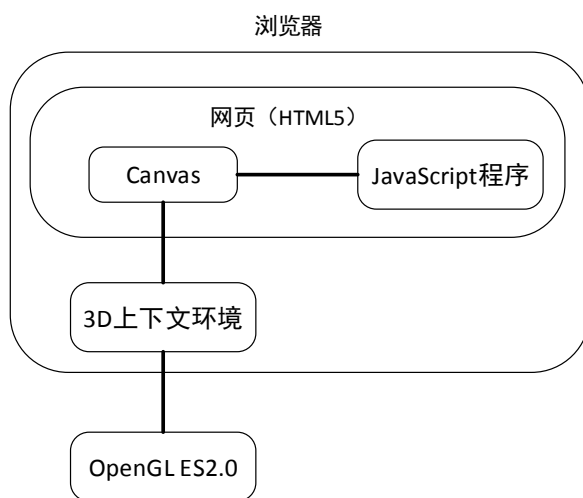 浏览器
网页（HTML5）
Canvas
JavaScript程序
3D上下文环境
OpenGL ES2.0